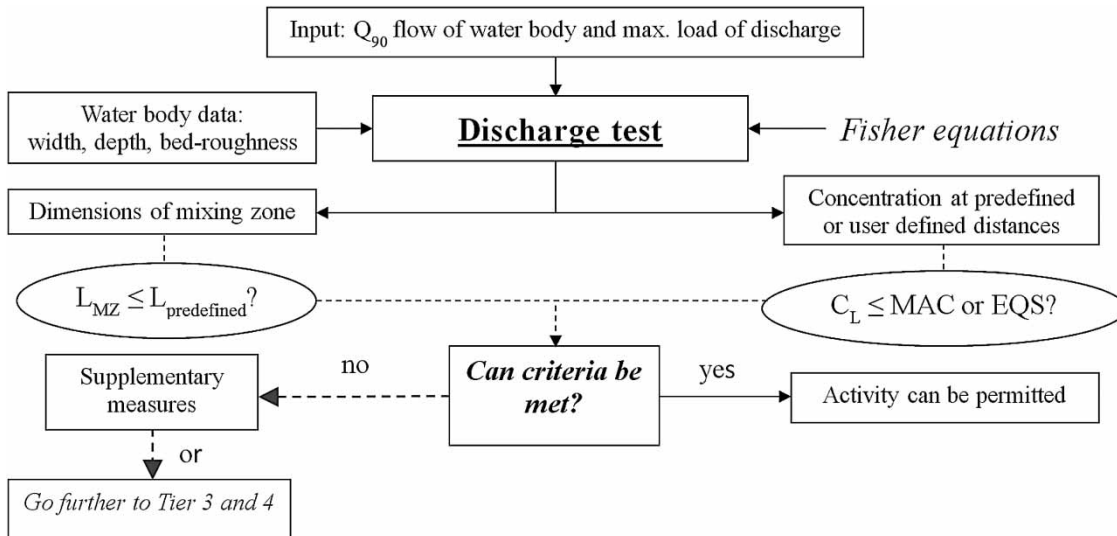 Input: Q90 flow of water body and max. load of discharge
Water body data:
width, depth, bed-roughness
Discharge test
Fisher equations
Dimensions of mixing zone
Concentration at predefined
or user defined distances
LMZ ≤ Lpredefined?
CL ≤ MAC or EQS?
Supplementary
measures
no
Can criteria be
met?
yes
Activity can be permitted
or
Go further to Tier 3 and 4